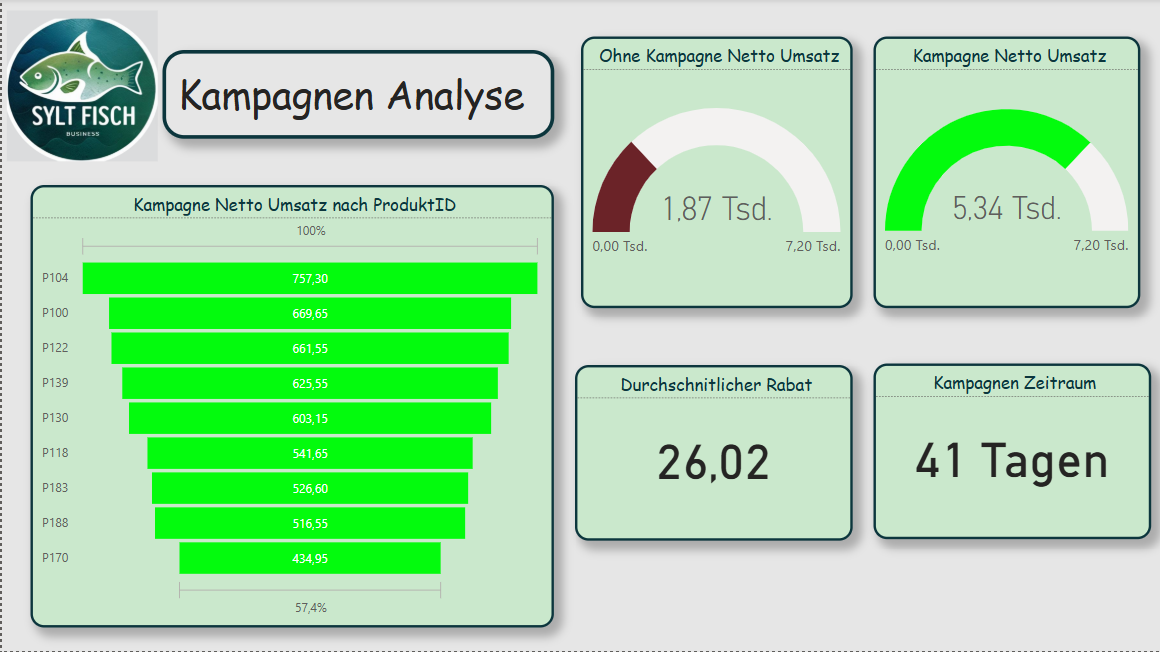 SYLT FISCH
BUSINESS
Kampagnen Analyse
Kampagne Netto Umsatz nach ProduktID
100%
P104 757,30
P100 669,65
P122 661,55
P139 625,55
P130 603,15
P118 541,65
P183 526,60
P188 516,55
P170 434,95
57,4%
Ohne Kampagne Netto Umsatz
1,87 Tsd.
0,00 Tsd. 7,20 Tsd.
Kampagne Netto Umsatz
5,34 Tsd.
0,00 Tsd. 7,20 Tsd.
Durchschnitlicher Rabat
26,02
Kampagnen Zeitraum
41 Tagen